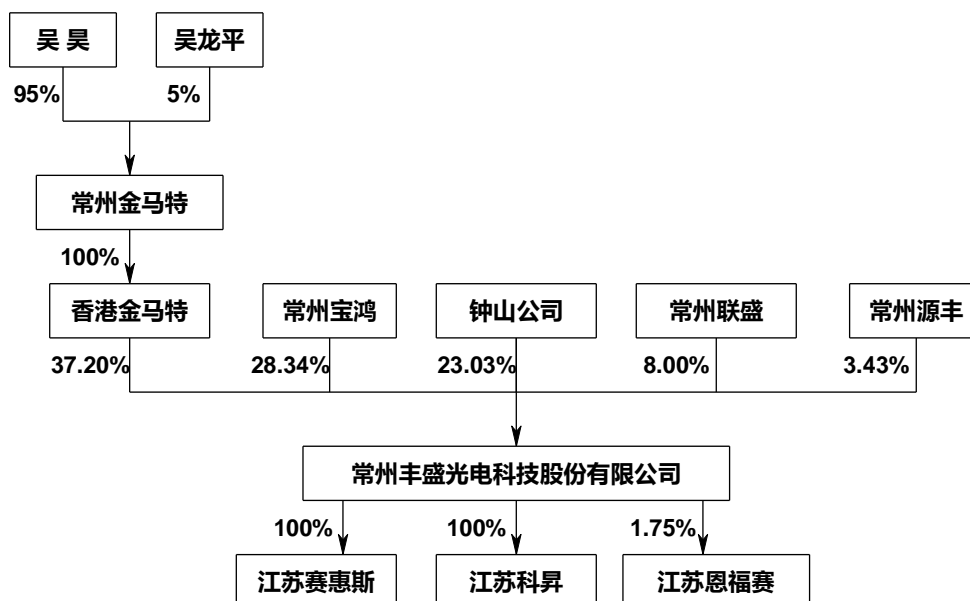 吴 昊
吴龙平
95%
5%
常州金马特
100%
香港金马特
常州宝鸿
钟山公司
常州联盛
常州源丰
37.20%
28.34%
23.03%
8.00%
3.43%
常州丰盛光电科技股份有限公司
100%
100%
1.75%
江苏赛惠斯
江苏科昇
江苏恩福赛